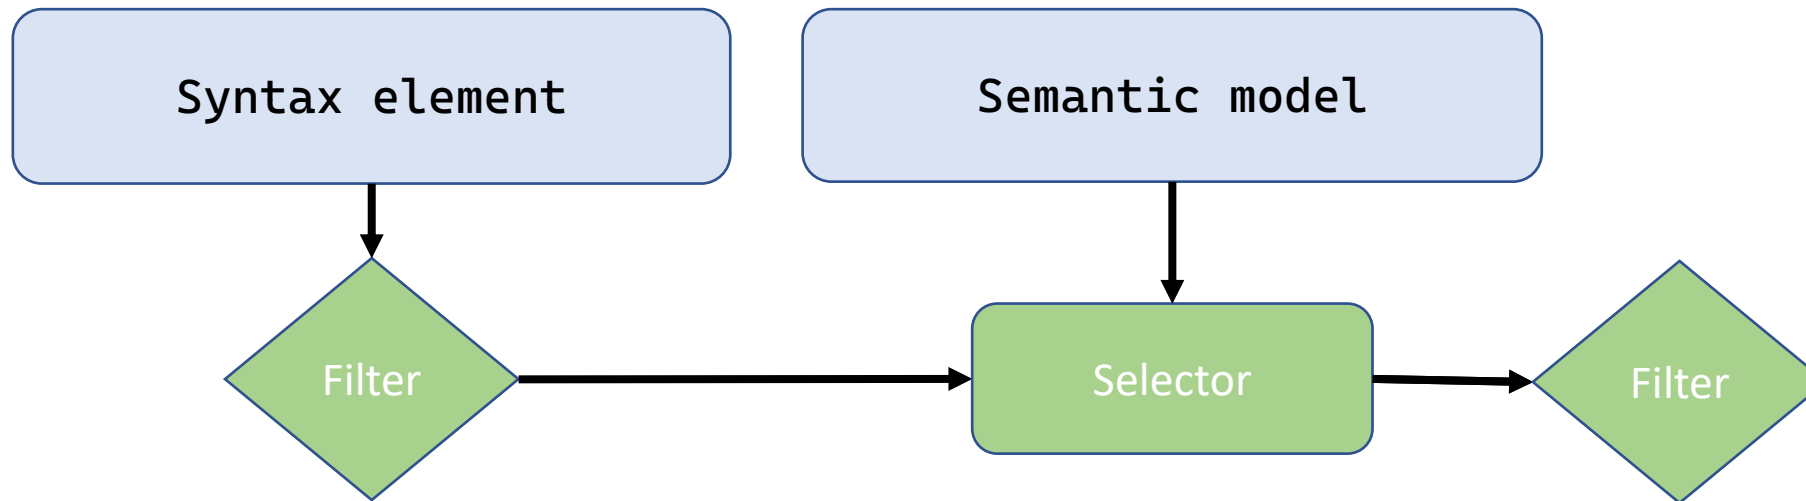 Syntax element
Semantic model
Filter
Selector
Filter